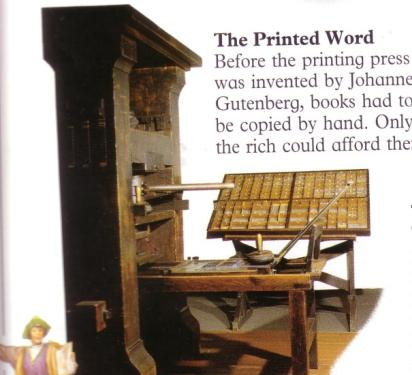 The Printed Word
Before the printing press
was invented by Johanne
Gutenberg, books had to
be copied by hand. Only
the rich could afford the